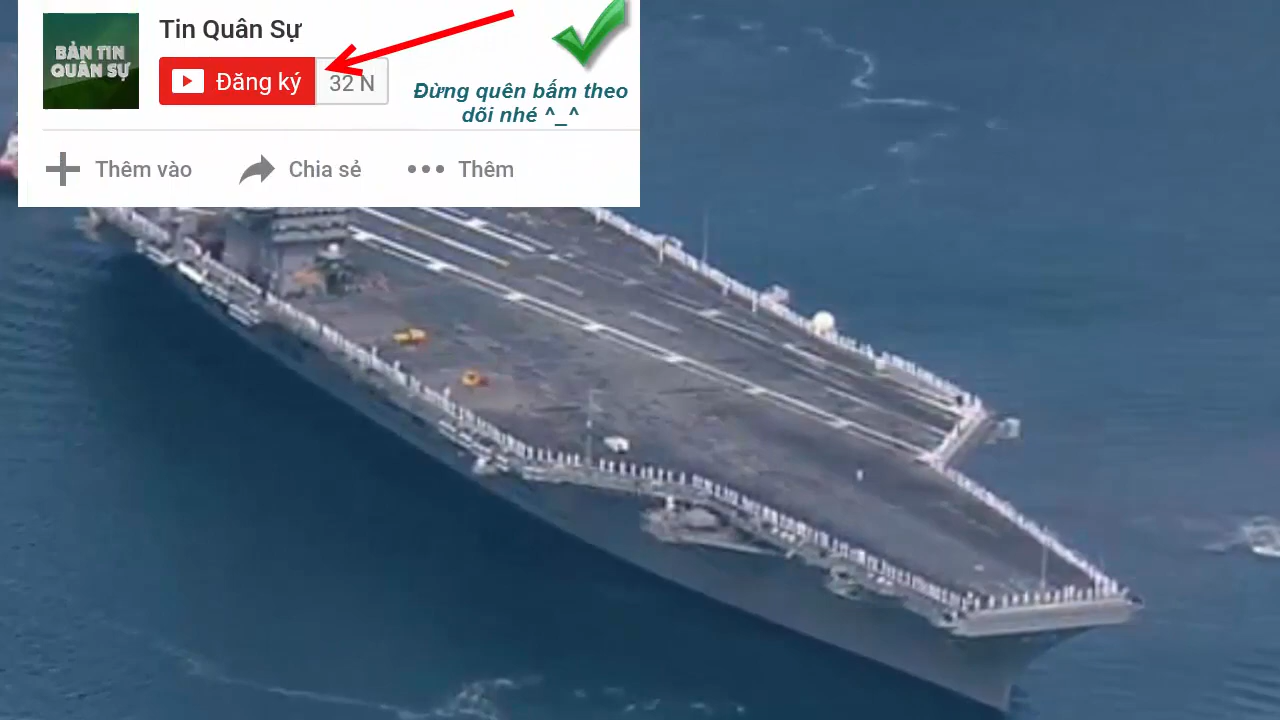 BẢN TIN
QUÂN SỰ
Tin Quân Sự
Đăng ký
32 N
Đừng quên bấm theo
dõi nhé ^_^
Thêm vào
Chia sẻ
Thêm